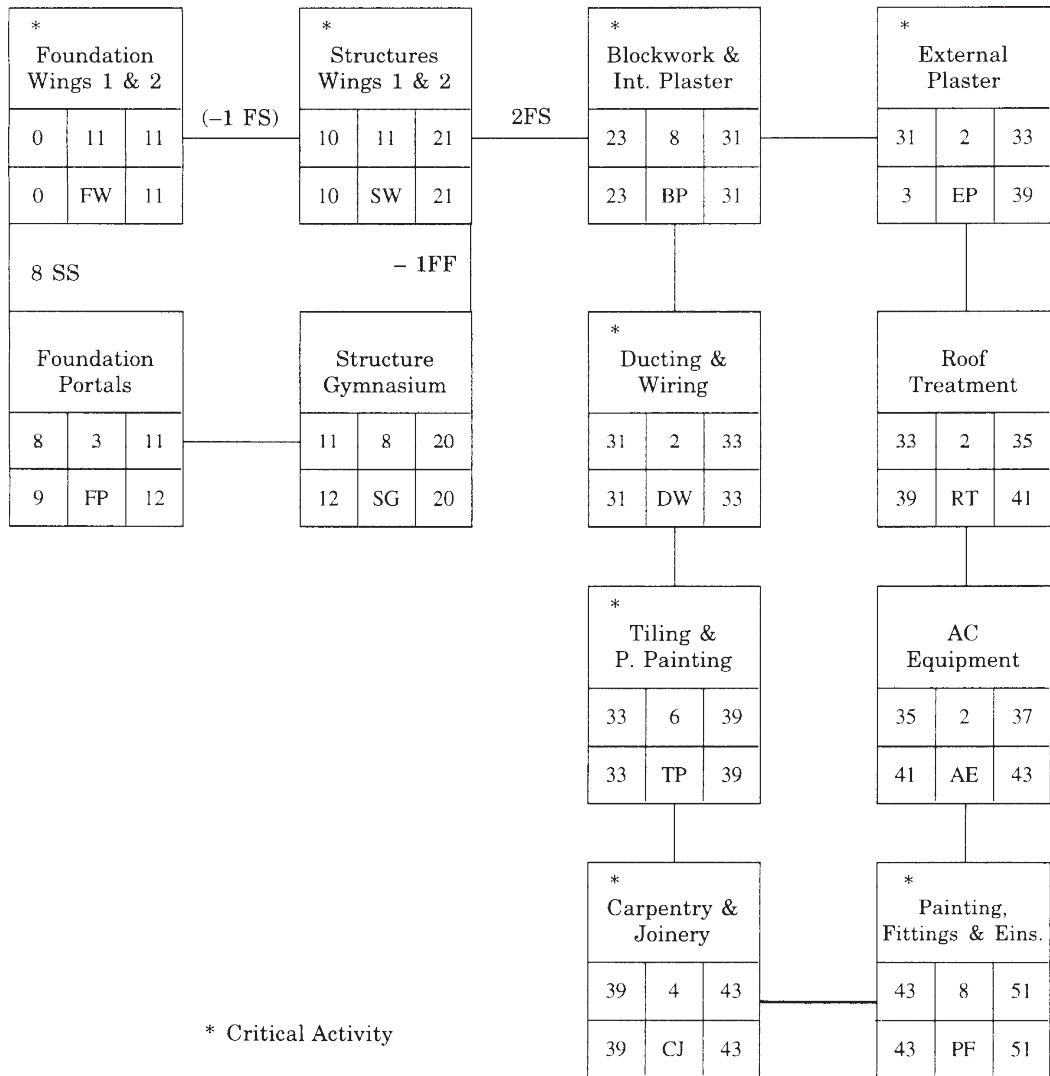 *
Foundation
Wings 1 & 2
0 11 11
0 FW 11
(–1 FS)
*
Structures
Wings 1 & 2
10 11 21
10 SW 21
2FS
*
Blockwork &
Int. Plaster
23 8 31
23 BP 31
*
External
Plaster
31 2 33
3 EP 39
8 SS
– 1FF
Foundation
Portals
8 3 11
9 FP 12
Structure
Gymnasium
11 8 20
12 SG 20
*
Ducting &
Wiring
31 2 33
31 DW 33
Roof
Treatment
33 2 35
39 RT 41
*
Tiling &
P. Painting
33 6 39
33 TP 39
AC
Equipment
35 2 37
41 AE 43
*
Carpentry &
Joinery
39 4 43
39 CJ 43
*
Painting,
Fittings & Eins.
43 8 51
43 PF 51
* Critical Activity